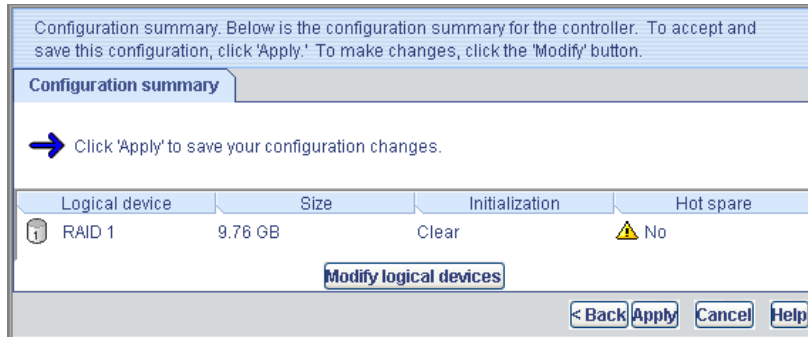 Configuration summary. Below is the configuration summary for the controller. To accept and
save this configuration, click 'Apply.' To make changes, click the 'Modify' button.
Configuration summary
Click 'Apply' to save your configuration changes.
Logical device Size Initialization Hot spare
1 RAID 1 9.76 GB Clear No
Modify logical devices
< Back Apply Cancel Help